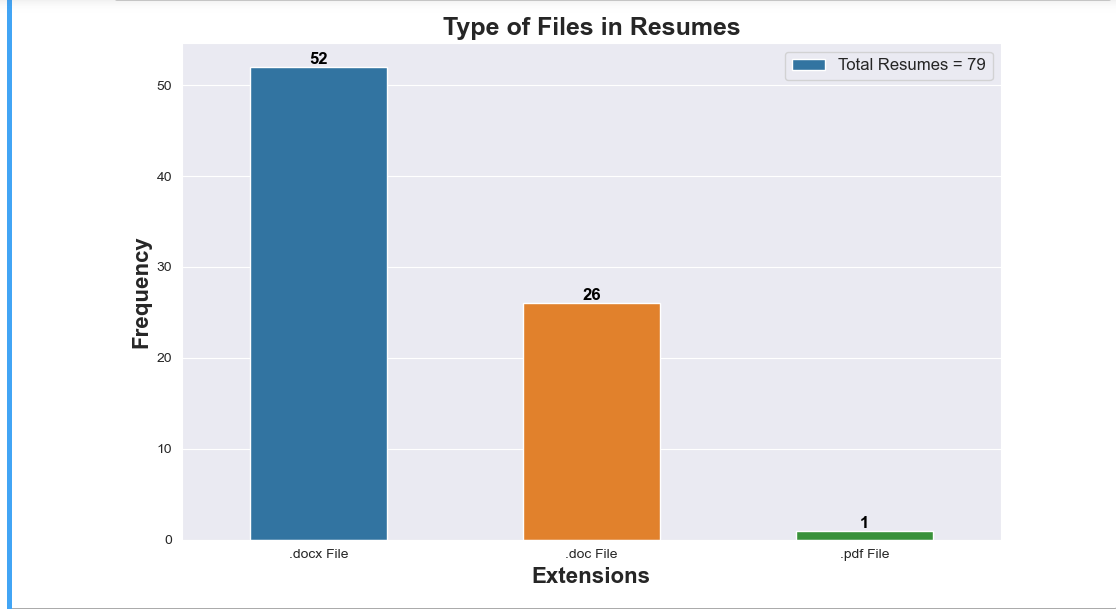 Type of Files in Resumes
Total Resumes = 79
52
26
1
50
40
30
20
10
0
Frequency
.docx File
.doc File
.pdf File
Extensions